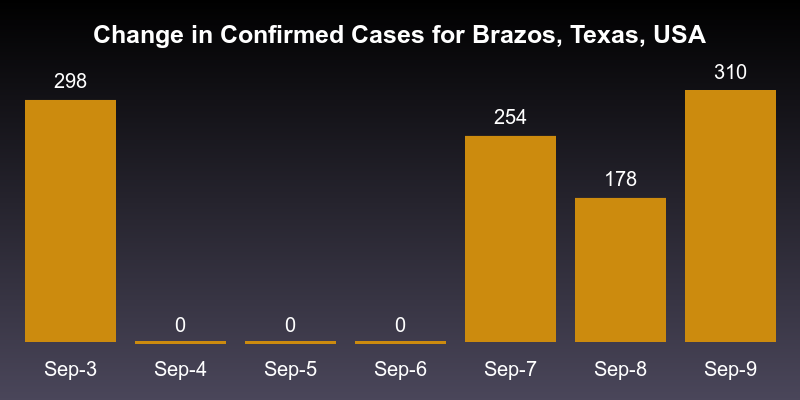 Change in Confirmed Cases for Brazos, Texas, USA
298
0
0
0
254
178
310
Sep-3
Sep-4
Sep-5
Sep-6
Sep-7
Sep-8
Sep-9